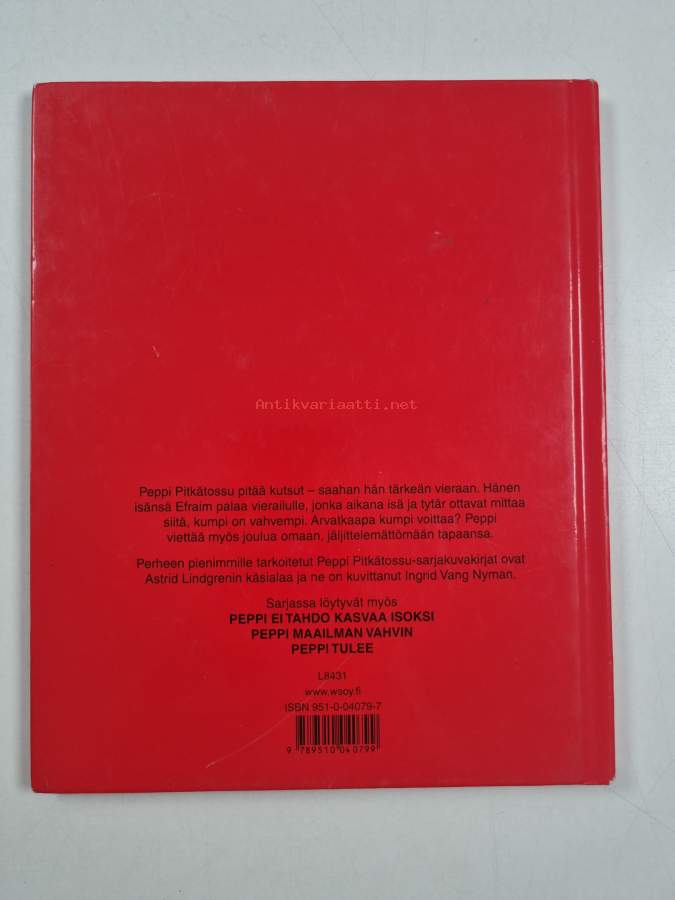 Antikvariaatti.net
Peppi Pitkätossu pitää kutsut – saahan hän tärkeän vieraan. Hänen
isänsä Efraim palaa vierailulle, jonka aikana isä ja tytär ottavat mittaa
siitä, kumpi on vahvempi. Arvatkaapa kumpi voittaa? Peppi
viettää myös joulua omaan, jäljittelemättömään tapaansa.
Perheen pienimmille tarkoitetut Peppi Pitkätossu-sarjakuvakirjat ovat
Astrid Lindgrenin käsialaa ja ne on kuvittanut Ingrid Vang Nyman.
Sarjassa löytyvät myös
PEPPI EI TAHDO KASVAA ISOKSI
PEPPI MAAILMAN VAHVIN
PEPPI TULEE
L8431
www.wsoy.fi
ISBN 951-0-04079-7
9 789510 040799